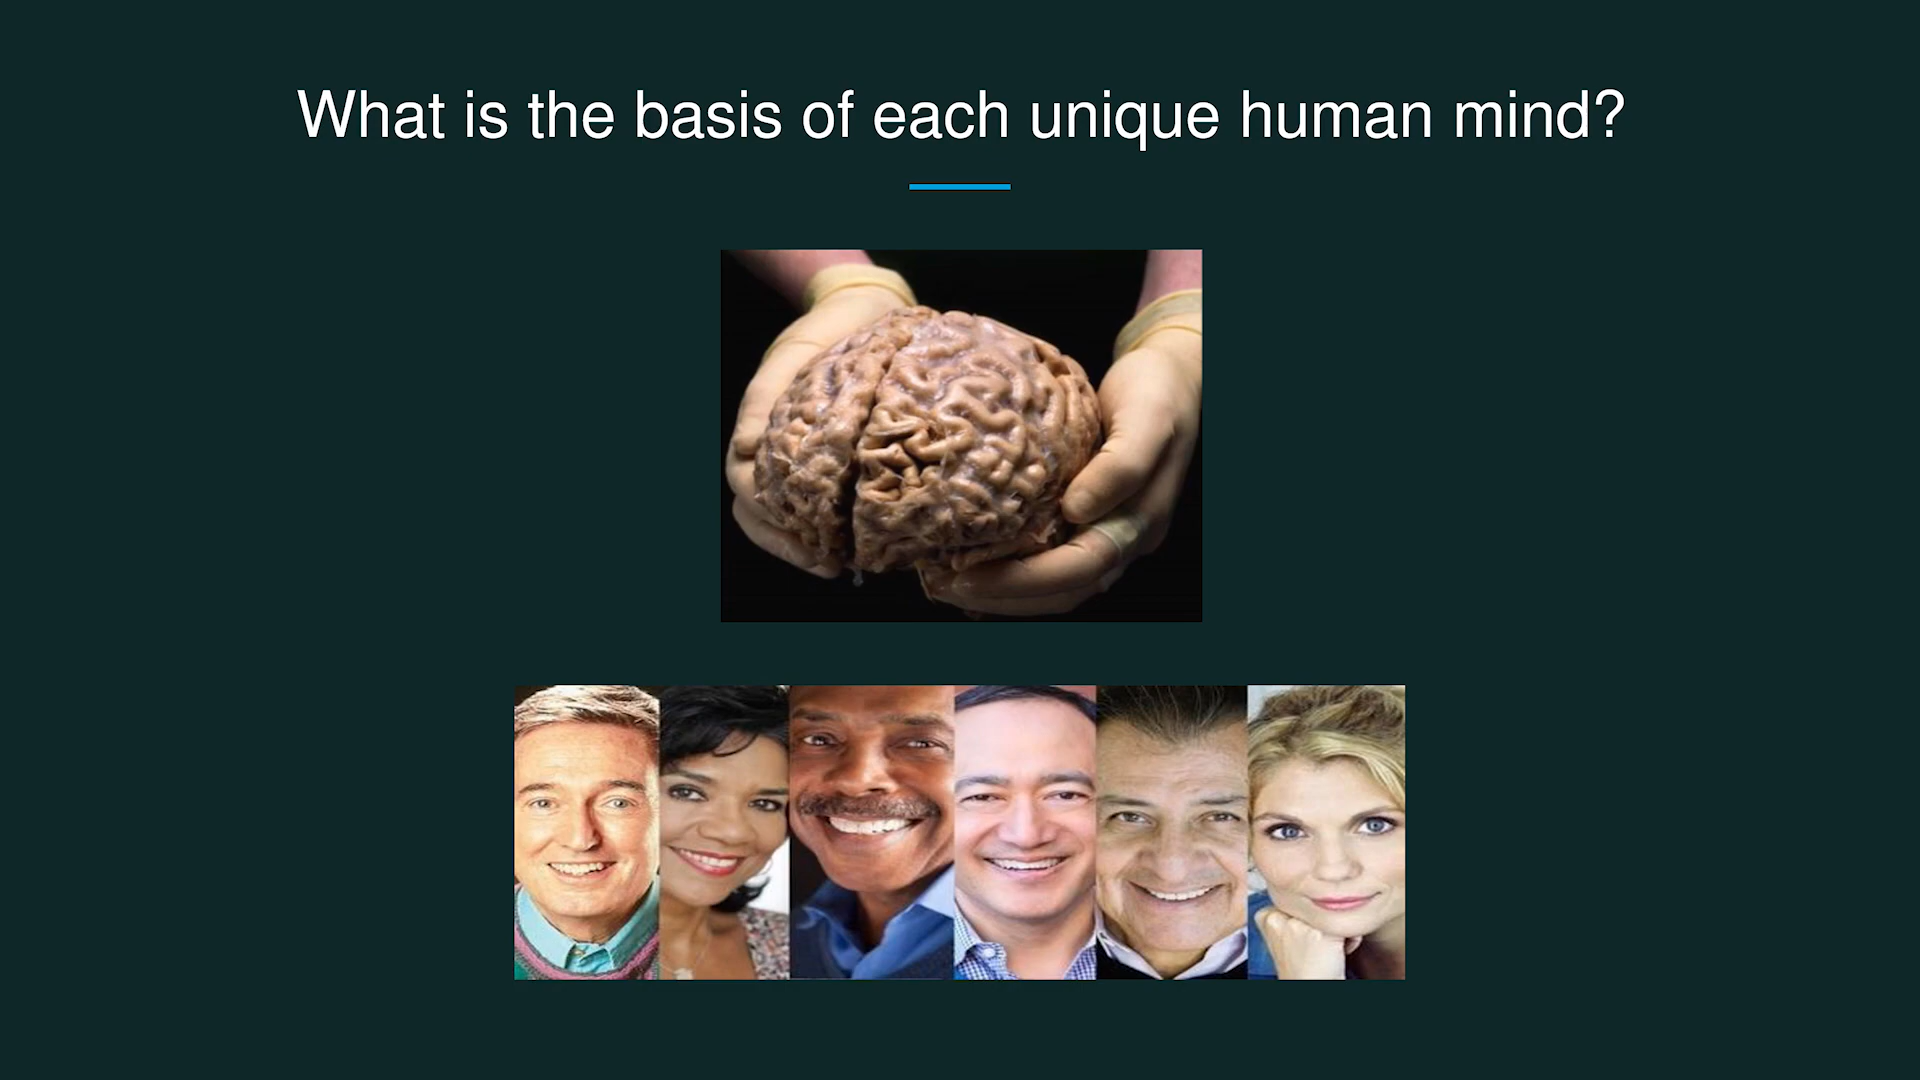 What is the basis of each unique human mind?